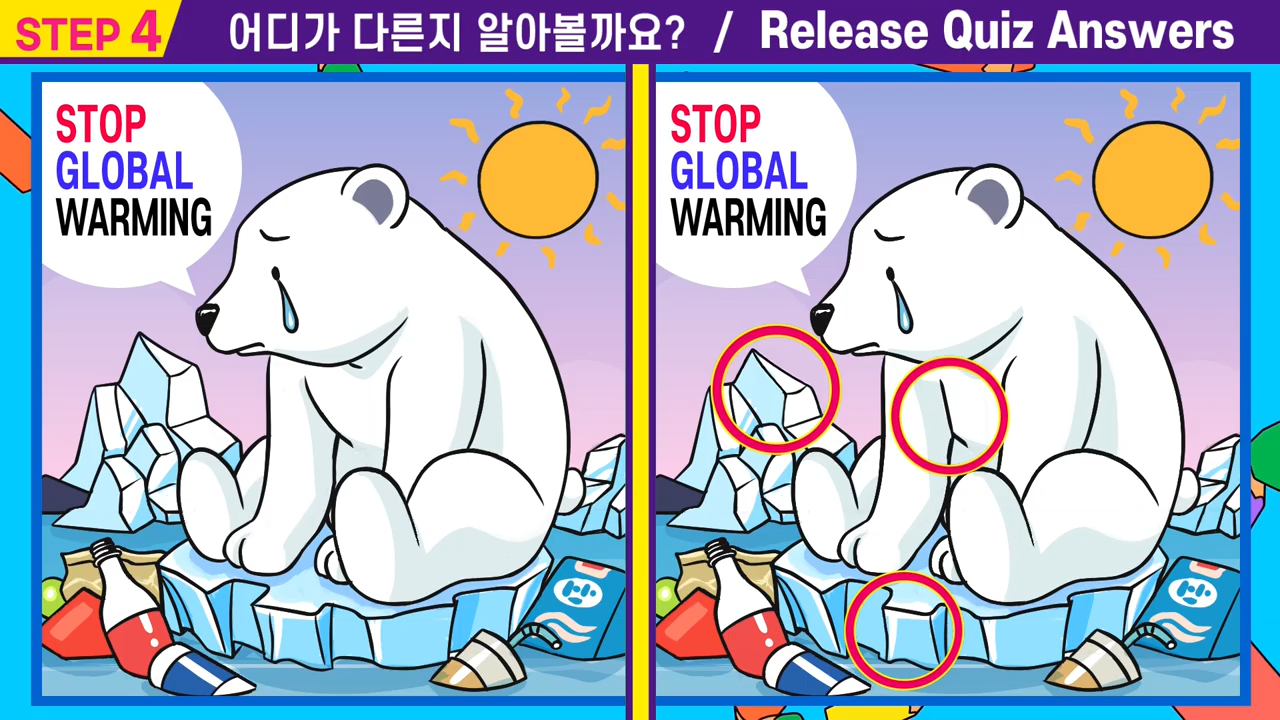 STEP 4
어디가 다른지 알아볼까요? / Release Quiz Answers
STOP
GLOBAL
WARMING
STOP
GLOBAL
WARMING